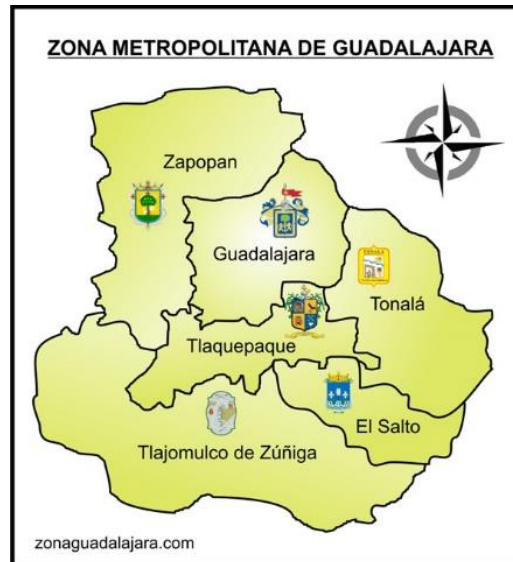 ZONA METROPOLITANA DE GUADALAJARA
Zapopan
Guadalajara
Tonalá
Tlaquepaque
El Salto
Tlajomulco de Zúñiga
zonaguadalajara.com